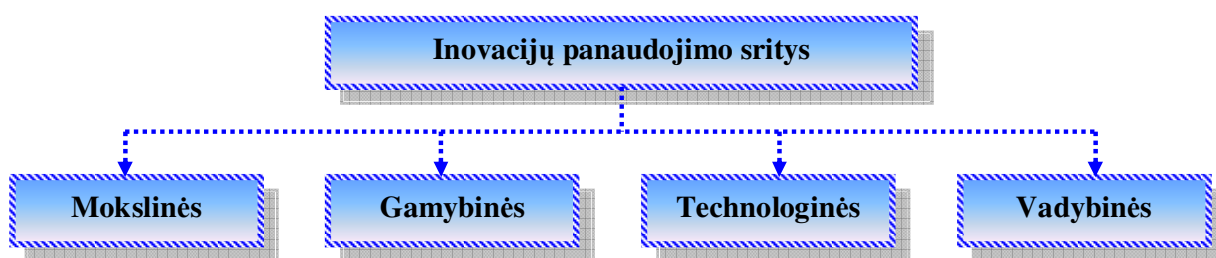 Inovacijų panaudojimo sritys
Mokslinės
Gamybinės
Technologinės
Vadybinės